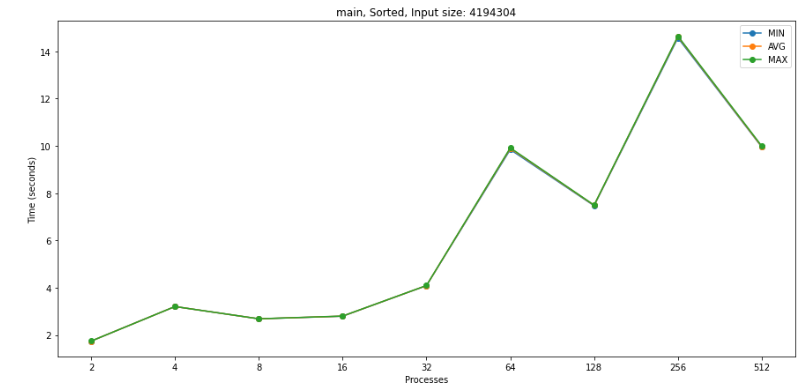 main, Sorted, Input size: 4194304
MIN
AVG
MAX
14
12
10
8
6
4
2
Time (seconds)
2 4 8 16 32 64 128 256 512
Processes